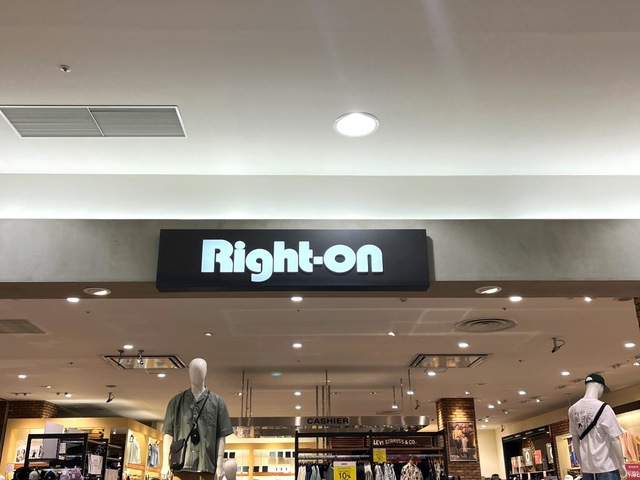 Right-on
CASHIER
LEVI STRAUSS & CO.
10%